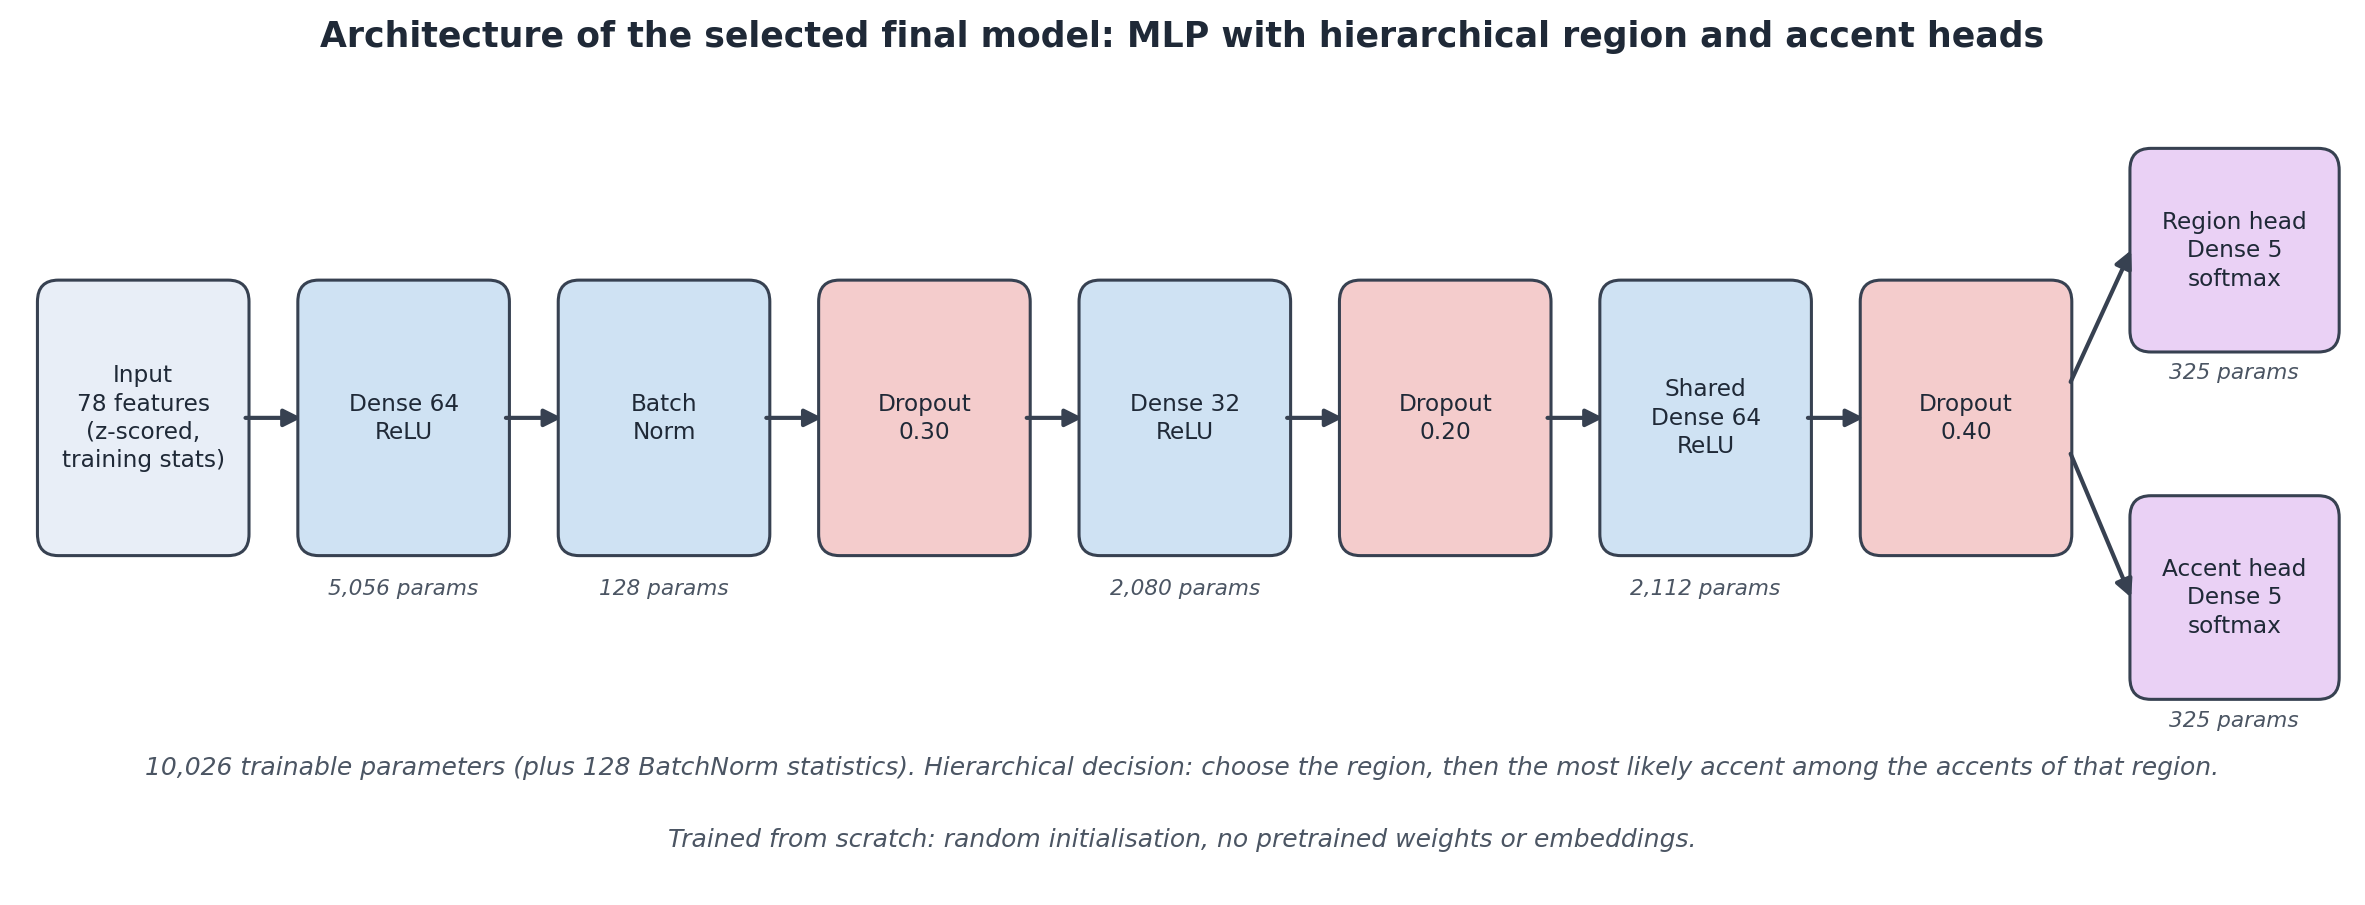 Architecture of the selected final model: MLP with hierarchical region and accent heads
Input
78 features
(z-scored,
training stats)
Dense 64
ReLU
5,056 params
Batch
Norm
128 params
Dropout
0.30
Dense 32
ReLU
2,080 params
Dropout
0.20
Shared
Dense 64
ReLU
2,112 params
Dropout
0.40
Region head
Dense 5
softmax
325 params
Accent head
Dense 5
softmax
325 params
10,026 trainable parameters (plus 128 BatchNorm statistics). Hierarchical decision: choose the region, then the most likely accent among the accents of that region.
Trained from scratch: random initialisation, no pretrained weights or embeddings.